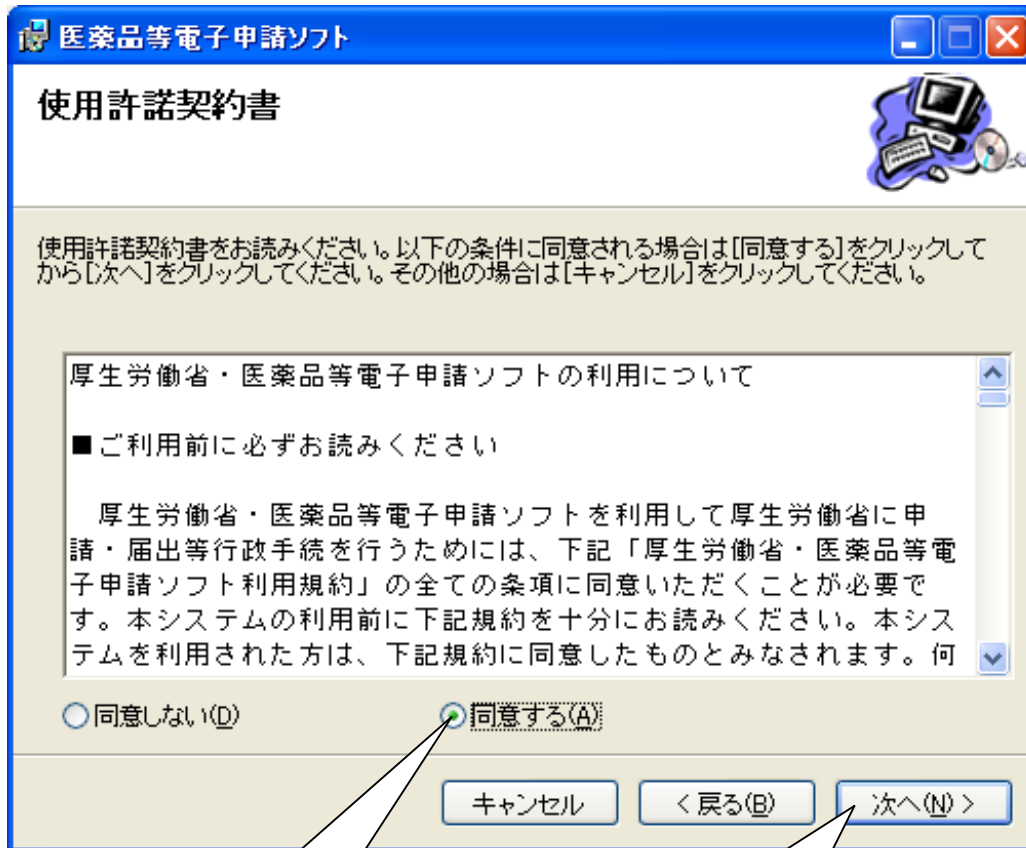 医薬品等電子申請ソフト
使用許諾契約書
使用許諾契約書をお読みください。以下の条件に同意される場合は[同意する]をクリックして
から[次へ]をクリックしてください。その他の場合は[キャンセル]をクリックしてください。
厚生労働省・医薬品等電子申請ソフトの利用について
■ご利用前に必ずお読みください
厚生労働省・医薬品等電子申請ソフトを利用して厚生労働省に申
請・届出等行政手続を行うためには、下記「厚生労働省・医薬品等電
子申請ソフト利用規約」の全ての条項に同意いただくことが必要で
す。本システムの利用前に下記規約を十分にお読みください。本シス
テムを利用された方は、下記規約に同意したものとみなされます。何
同意しない(D) 同意する(A)
キャンセル < 戻る(B) 次へ(N) >